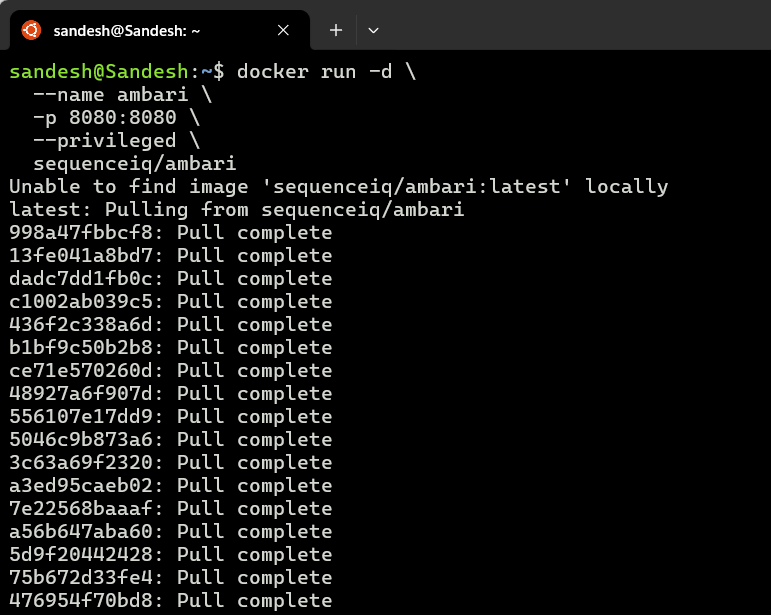 sandesh@Sandesh: ~
sandesh@Sandesh:~$ docker run -d \
--name ambari \
-p 8080:8080 \
--privileged \
sequenceiq/ambari
Unable to find image 'sequenceiq/ambari:latest' locally
latest: Pulling from sequenceiq/ambari
998a47fbbcf8: Pull complete
13fe041a8bd7: Pull complete
dadc7dd1fb0c: Pull complete
c1002ab039c5: Pull complete
436f2c338a6d: Pull complete
b1bf9c50b2b8: Pull complete
ce71e570260d: Pull complete
48927a6f907d: Pull complete
556107e17dd9: Pull complete
5046c9b873a6: Pull complete
3c63a69f2320: Pull complete
a3ed95caeb02: Pull complete
7e22568baaaf: Pull complete
a56b647aba60: Pull complete
5d9f20442428: Pull complete
75b672d33fe4: Pull complete
476954f70bd8: Pull complete